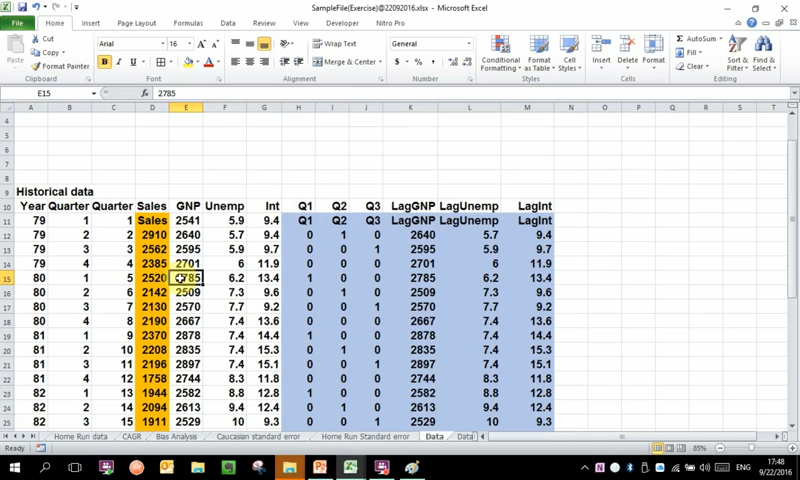 SampleFile(Exercise)@22092016.xlsx - Microsoft Excel
File Home Insert Page Layout Formulas Data Review View Developer Nitro Pro
Cut
Copy
Format Painter
Paste
Clipboard
Arial 16
B I U
Font
Wrap Text
Merge & Center
Alignment
General
$ % ,
Number
Conditional Formatting
Format as Table
Cell Styles
Styles
Insert Delete Format
Cells
AutoSum
Fill
Clear
Sort & Filter
Find & Select
Editing
E15 fx 2785
A B C D E F G H I J K L M N O P Q R S T
4
5
6
7
8
9 Historical data
10 Year Quarter Quarter Sales GNP Unemp Int Q1 Q2 Q3 LagGNP LagUnemp LagInt
11 79 1 1 Sales 2541 5.9 9.4 Q1 Q2 Q3 LagGNP LagUnemp LagInt
12 79 2 2 2910 2640 5.7 9.4 0 1 0 2640 5.7 9.4
13 79 3 3 2562 2595 5.9 9.7 0 0 1 2595 5.9 9.7
14 79 4 4 2385 2701 6 11.9 0 0 0 2701 6 11.9
15 80 1 5 2520 2785 6.2 13.4 1 0 0 2785 6.2 13.4
16 80 2 6 2142 2509 7.3 9.6 0 1 0 2509 7.3 9.6
17 80 3 7 2130 2570 7.7 9.2 0 0 1 2570 7.7 9.2
18 80 4 8 2190 2667 7.4 13.6 0 0 0 2667 7.4 13.6
19 81 1 9 2370 2878 7.4 14.4 1 0 0 2878 7.4 14.4
20 81 2 10 2208 2835 7.4 15.3 0 1 0 2835 7.4 15.3
21 81 3 11 2196 2897 7.4 15.1 0 0 1 2897 7.4 15.1
22 81 4 12 1758 2744 8.3 11.8 0 0 0 2744 8.3 11.8
23 82 1 13 1944 2582 8.8 12.8 1 0 0 2582 8.8 12.8
24 82 2 14 2094 2613 9.4 12.4 0 1 0 2613 9.4 12.4
25 82 3 15 1911 2529 10 9.3 0 0 1 2529 10 9.3
Home Run data CAGR Bias Analysis Caucasian standard error Home Run Standard error Data Data
Ready 85%
ENG 17:48
9/22/2016